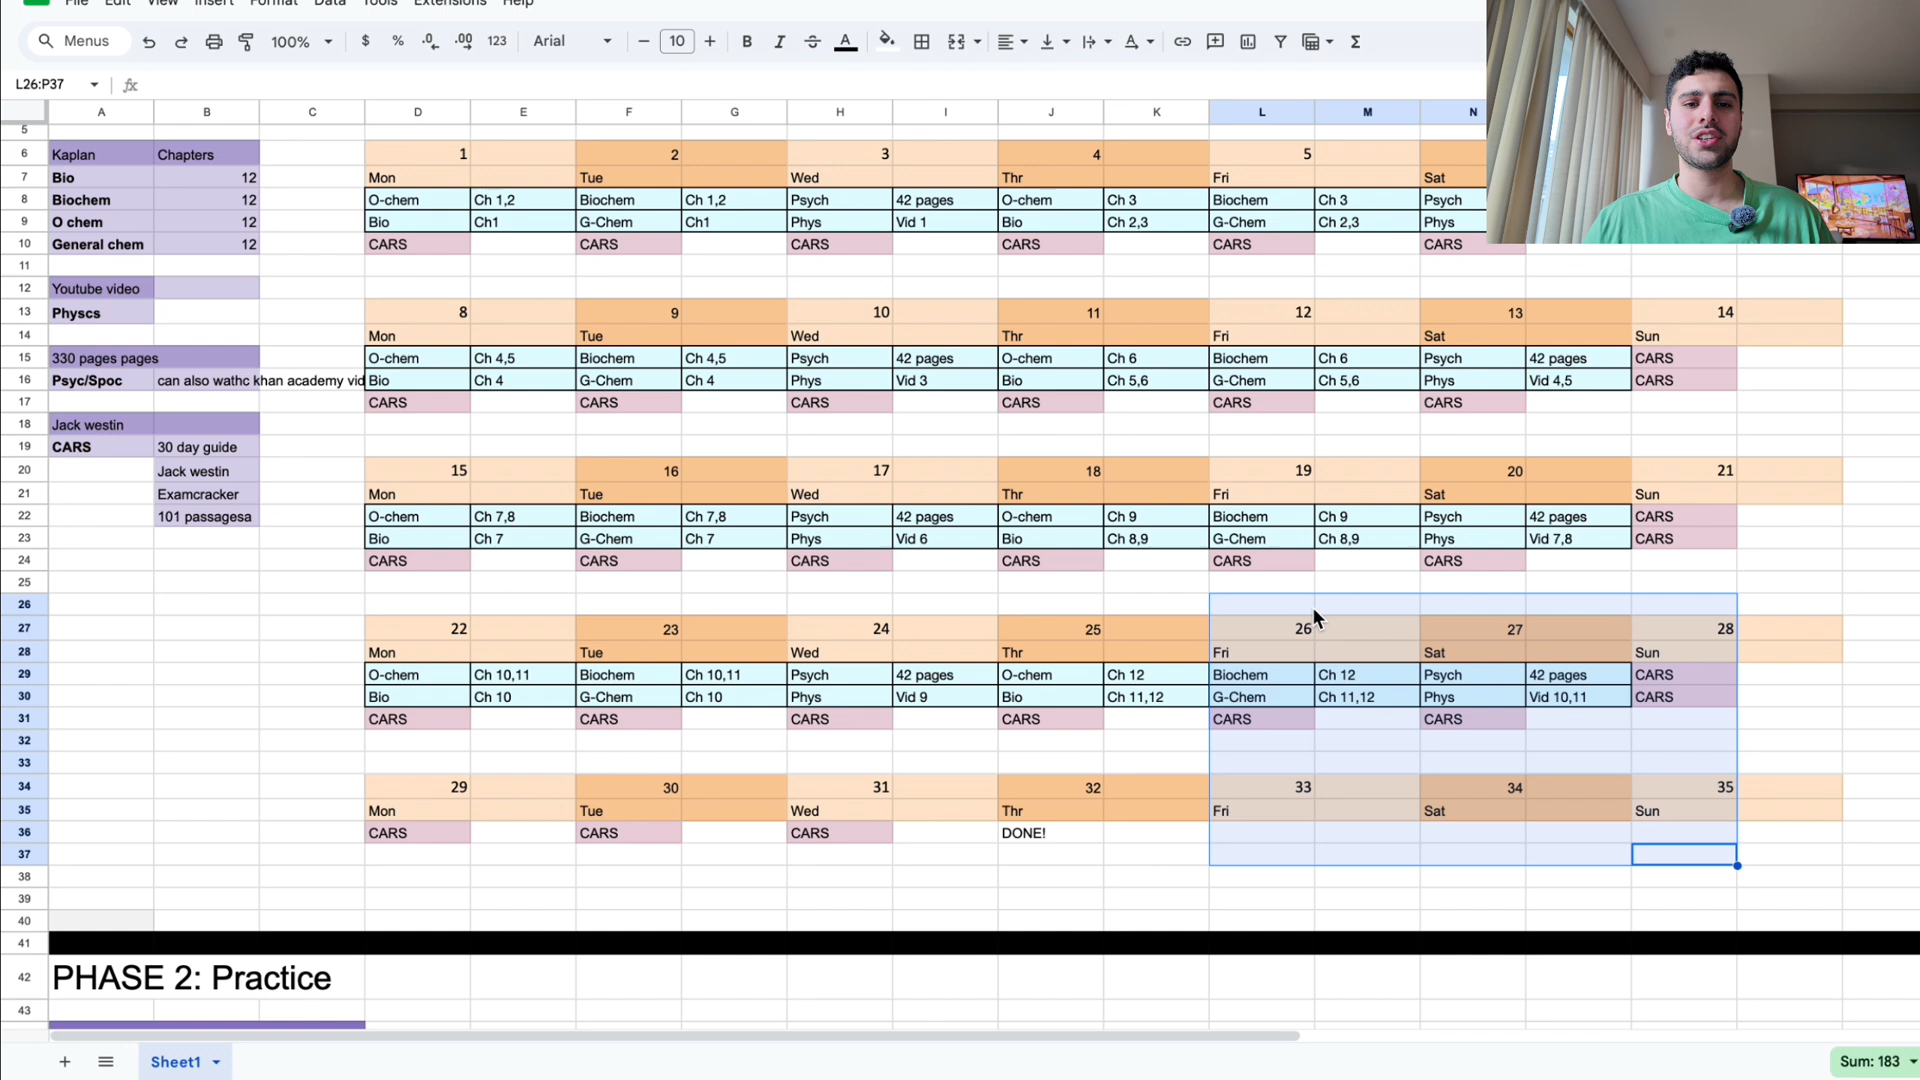 File Edit View Insert Format Data Tools Extensions Help
Menus 100% $ % .0 .00 123 Arial 10 B I A
L26:P37 fx
A B C D E F G H I J K L M N
5
6 Kaplan Chapters 1 2 3 4 5
7 Bio 12 Mon Tue Wed Thr Fri Sat
8 Biochem 12 O-chem Ch 1,2 Biochem Ch 1,2 Psych 42 pages O-chem Ch 3 Biochem Ch 3 Psych
9 O chem 12 Bio Ch1 G-Chem Ch1 Phys Vid 1 Bio Ch 2,3 G-Chem Ch 2,3 Phys
10 General chem 12 CARS CARS CARS CARS CARS CARS
11
12 Youtube video
13 Physcs 8 9 10 11 12 13 14
14 Mon Tue Wed Thr Fri Sat Sun
15 330 pages pages O-chem Ch 4,5 Biochem Ch 4,5 Psych 42 pages O-chem Ch 6 Biochem Ch 6 Psych 42 pages CARS
16 Psyc/Spoc can also wathc khan academy vid Bio Ch 4 G-Chem Ch 4 Phys Vid 3 Bio Ch 5,6 G-Chem Ch 5,6 Phys Vid 4,5 CARS
17 CARS CARS CARS CARS CARS CARS
18 Jack westin
19 CARS 30 day guide
20 Jack westin 15 16 17 18 19 20 21
21 Examcracker Mon Tue Wed Thr Fri Sat Sun
22 101 passagesa O-chem Ch 7,8 Biochem Ch 7,8 Psych 42 pages O-chem Ch 9 Biochem Ch 9 Psych 42 pages CARS
23 Bio Ch 7 G-Chem Ch 7 Phys Vid 6 Bio Ch 8,9 G-Chem Ch 8,9 Phys Vid 7,8 CARS
24 CARS CARS CARS CARS CARS CARS
25
26
27 22 23 24 25 26 27 28
28 Mon Tue Wed Thr Fri Sat Sun
29 O-chem Ch 10,11 Biochem Ch 10,11 Psych 42 pages O-chem Ch 12 Biochem Ch 12 Psych 42 pages CARS
30 Bio Ch 10 G-Chem Ch 10 Phys Vid 9 Bio Ch 11,12 G-Chem Ch 11,12 Phys Vid 10,11 CARS
31 CARS CARS CARS CARS CARS CARS
32
33
34 29 30 31 32 33 34 35
35 Mon Tue Wed Thr Fri Sat Sun
36 CARS CARS CARS DONE!
37
38
39
40
41
42 PHASE 2: Practice
43
Sheet1 Sum: 183